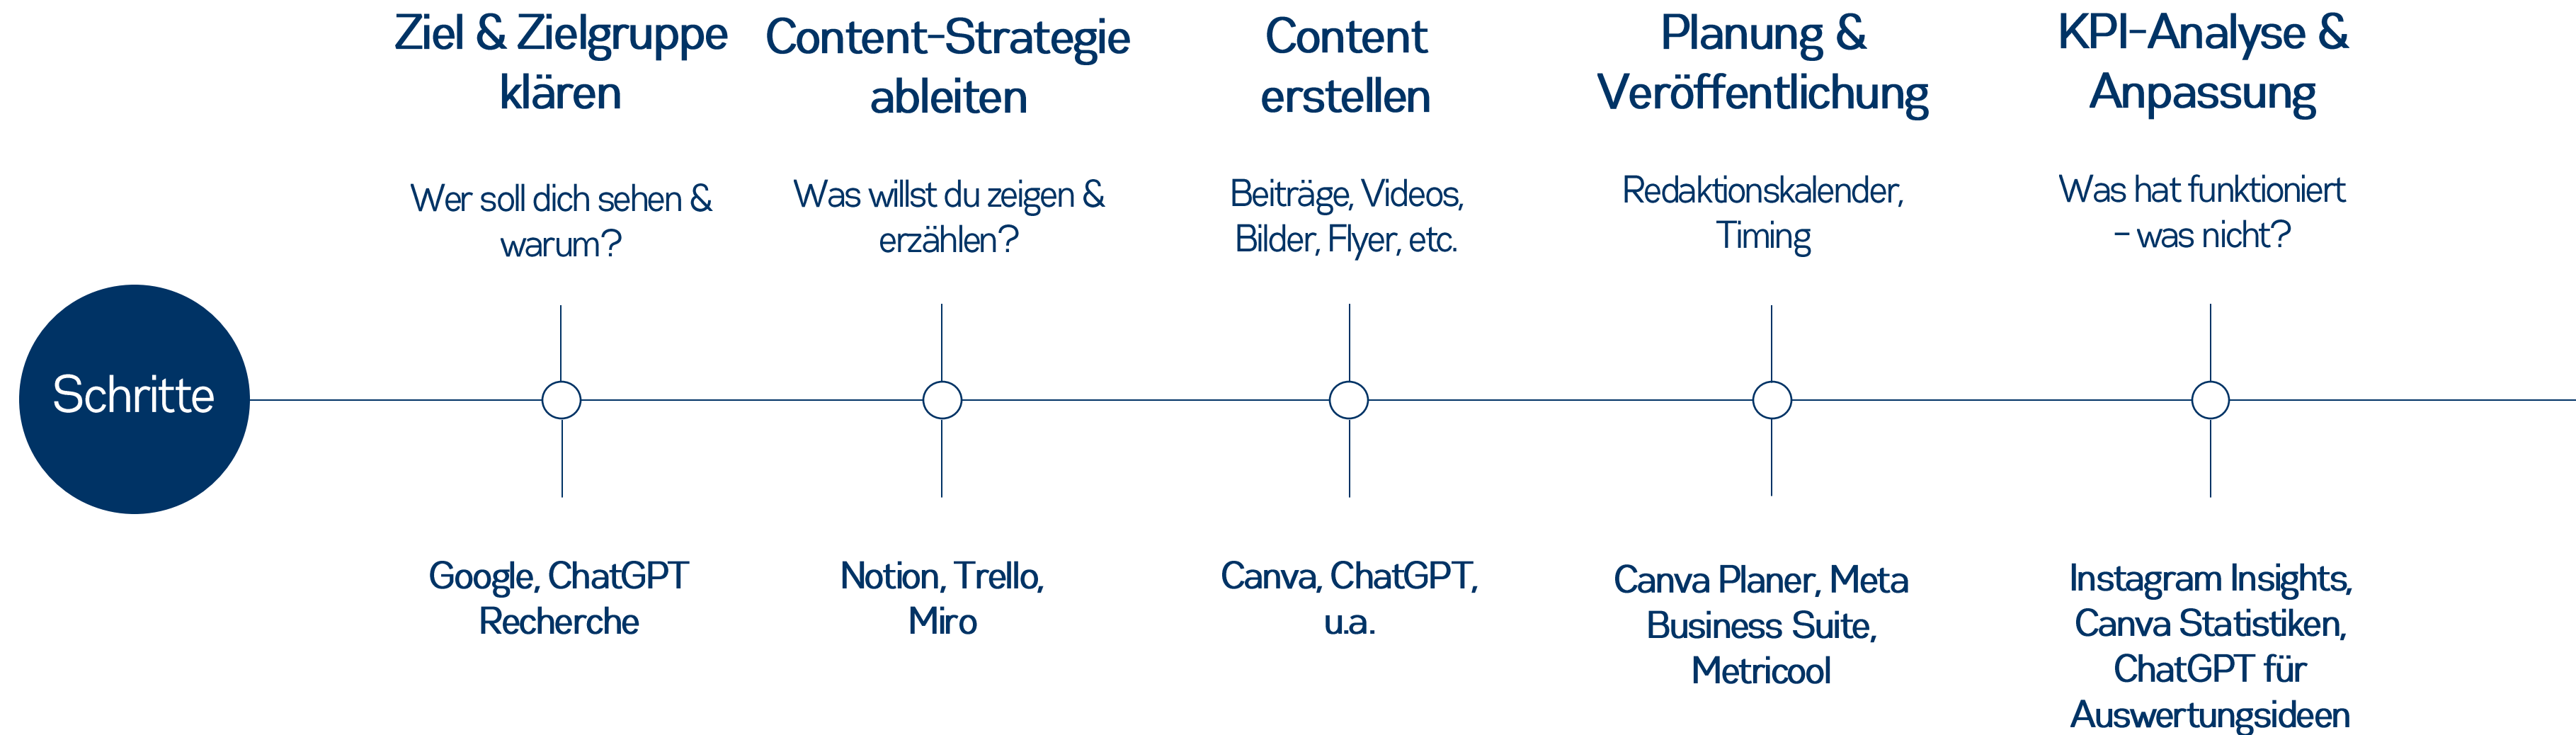 Ziel & Zielgruppe
klären
Wer soll dich sehen &
warum?
Content-Strategie
ableiten
Was willst du zeigen &
erzählen?
Content
erstellen
Beiträge, Videos,
Bilder, Flyer, etc.
Planung &
Veröffentlichung
Redaktionskalender,
Timing
KPI-Analyse &
Anpassung
Was hat funktioniert
– was nicht?
Schritte
Google, ChatGPT
Recherche
Notion, Trello,
Miro
Canva, ChatGPT,
u.a.
Canva Planer, Meta
Business Suite,
Metricool
Instagram Insights,
Canva Statistiken,
ChatGPT für
Auswertungsideen